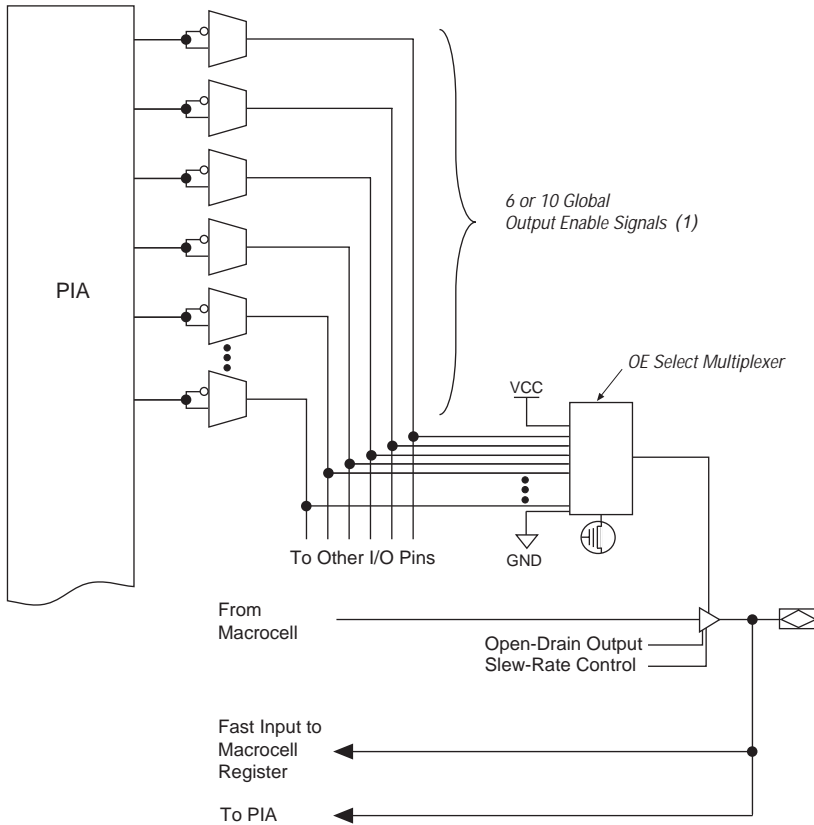 PIA
6 or 10 Global
Output Enable Signals (1)
OE Select Multiplexer
VCC
GND
To Other I/O Pins
From
Macrocell
Open-Drain Output
Slew-Rate Control
Fast Input to
Macrocell
Register
To PIA